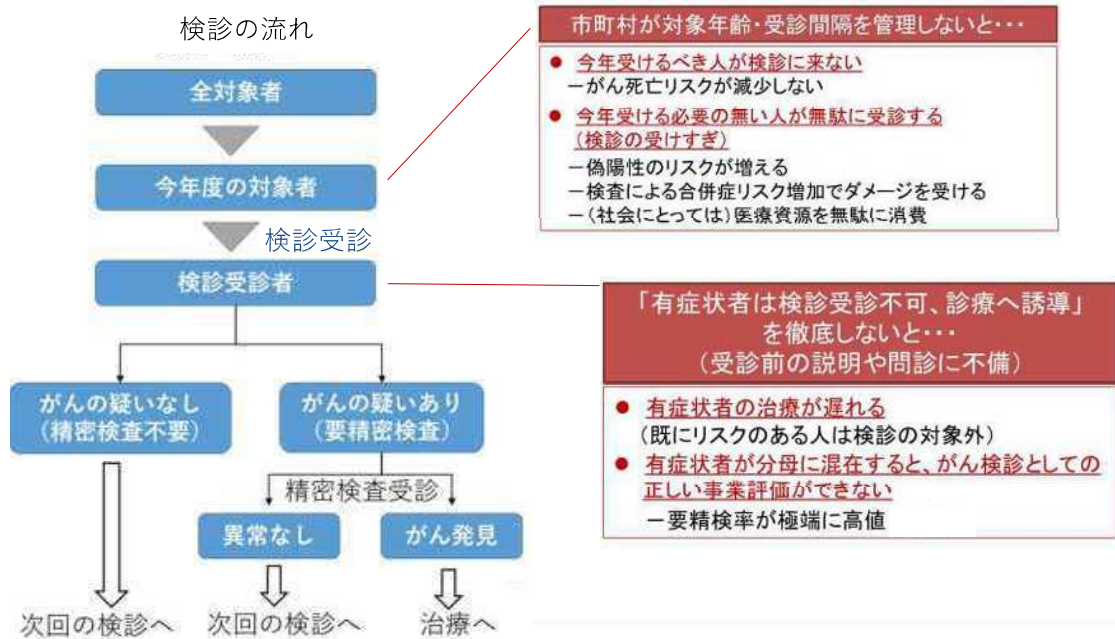 検診の流れ
全対象者
今年度の対象者
検診受診
検診受診者
がんの疑いなし
(精密検査不要)
がんの疑いあり
(要精密検査)
精密検査受診
異常なし
がん発見
次回の検診へ
次回の検診へ
治療へ
市町村が対象年齢・受診間隔を管理しないと・・・
● 今年受けるべき人が検診に来ない
－がん死亡リスクが減少しない
● 今年受ける必要の無い人が無駄に受診する
(検診の受けすぎ)
－偽陽性のリスクが増える
－検査による合併症リスク増加でダメージを受ける
－(社会にとっては)医療資源を無駄に消費
「有症状者は検診受診不可、診療へ誘導」
を徹底しないと・・・
(受診前の説明や問診に不備)
● 有症状者の治療が遅れる
(既にリスクのある人は検診の対象外)
● 有症状者が分母に混在すると、がん検診としての
正しい事業評価ができない
－要精検率が極端に高値